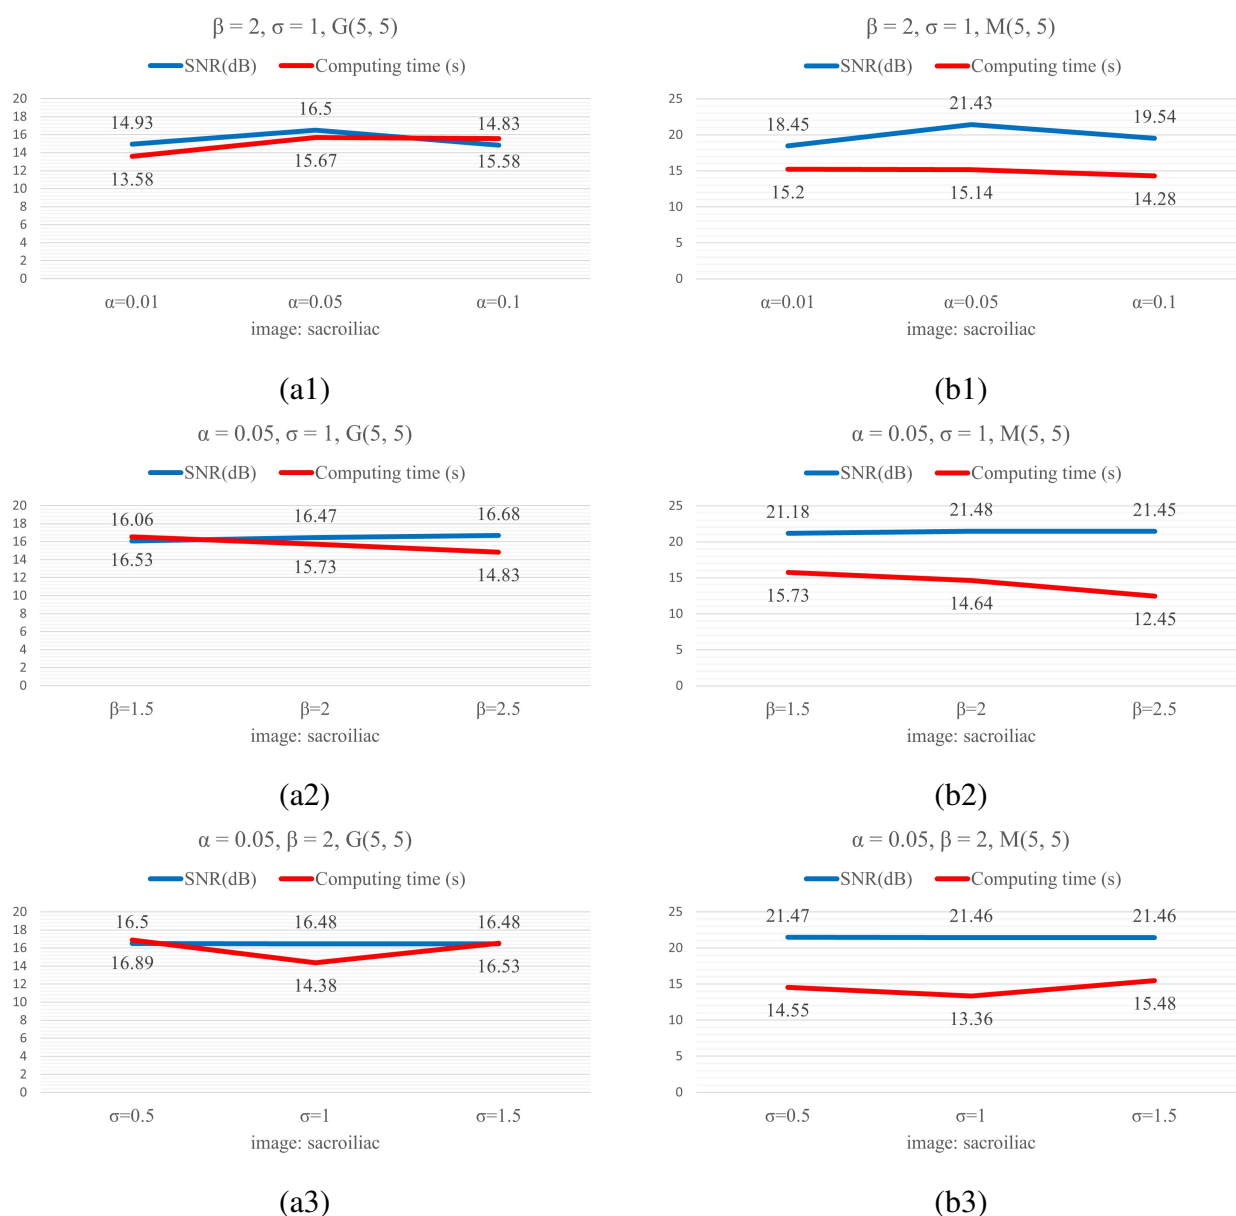 β = 2, σ = 1, G(5, 5)
SNR(dB) Computing time (s)
20
18
16
14
12
10
8
6
4
2
0
14.93 16.5 14.83
13.58 15.67 15.58
α=0.01 α=0.05 α=0.1
image: sacroiliac
(a1)
β = 2, σ = 1, M(5, 5)
SNR(dB) Computing time (s)
25
20
15
10
5
0
18.45 21.43 19.54
15.2 15.14 14.28
α=0.01 α=0.05 α=0.1
image: sacroiliac
(b1)
α = 0.05, σ = 1, G(5, 5)
SNR(dB) Computing time (s)
20
18
16
14
12
10
8
6
4
2
0
16.06 16.47 16.68
16.53 15.73 14.83
β=1.5 β=2 β=2.5
image: sacroiliac
(a2)
α = 0.05, σ = 1, M(5, 5)
SNR(dB) Computing time (s)
25
20
15
10
5
0
21.18 21.48 21.45
15.73 14.64 12.45
β=1.5 β=2 β=2.5
image: sacroiliac
(b2)
α = 0.05, β = 2, G(5, 5)
SNR(dB) Computing time (s)
20
18
16
14
12
10
8
6
4
2
0
16.5 16.48 16.48
16.89 14.38 16.53
σ=0.5 σ=1 σ=1.5
image: sacroiliac
(a3)
α = 0.05, β = 2, M(5, 5)
SNR(dB) Computing time (s)
25
20
15
10
5
0
21.47 21.46 21.46
14.55 13.36 15.48
σ=0.5 σ=1 σ=1.5
image: sacroiliac
(b3)